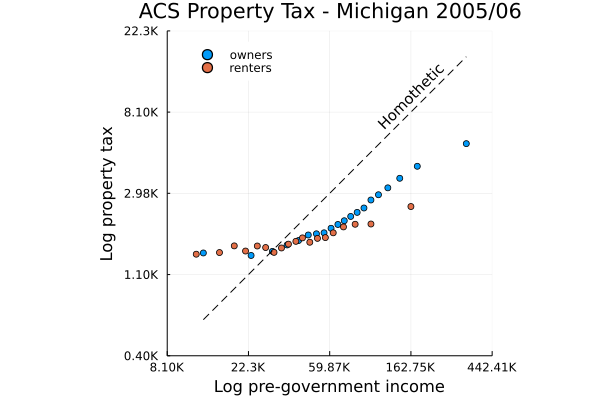 ACS Property Tax - Michigan 2005/06
22.3K
owners
renters
Homothetic
8.10K
Log property tax
2.98K
1.10K
0.40K
8.10K 22.3K 59.87K 162.75K 442.41K
Log pre-government income